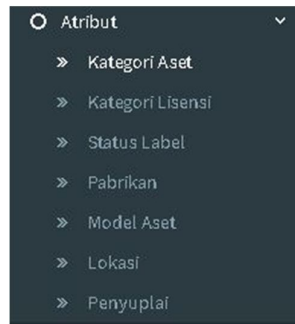 Atribut
Kategori Aset
Kategori Lisensi
Status Label
Pabrikan
Model Aset
Lokasi
Penyuplai